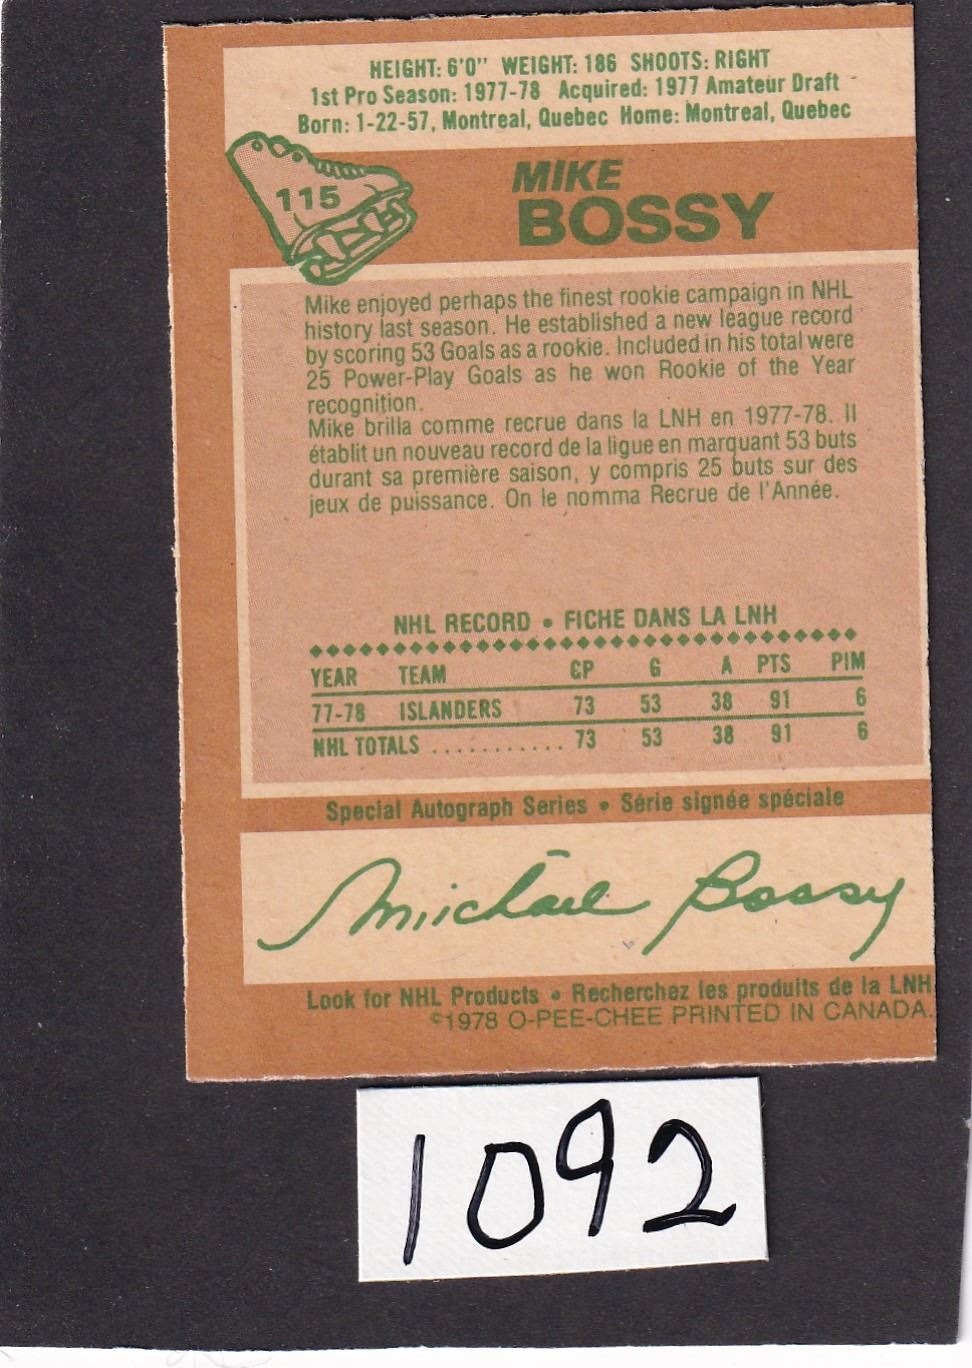 HEIGHT: 6'0" WEIGHT: 186 SHOOTS: RIGHT
1st Pro Season: 1977-78 Acquired: 1977 Amateur Draft
Born: 1-22-57, Montreal, Quebec Home: Montreal, Quebec
115
MIKE
BOSSY
Mike enjoyed perhaps the finest rookie campaign in NHL
history last season. He established a new league record
by scoring 53 Goals as a rookie. Included in his total were
25 Power-Play Goals as he won Rookie of the Year
recognition.
Mike brilla comme recrue dans la LNH en 1977-78. Il
établit un nouveau record de la ligue en marquant 53 buts
durant sa première saison, y compris 25 buts sur des
jeux de puissance. On le nomma Recrue de l'Année.
NHL RECORD • FICHE DANS LA LNH
YEAR TEAM GP G A PTS PIM
77-78 ISLANDERS 73 53 38 91 6
NHL TOTALS ........... 73 53 38 91 6
Special Autograph Series • Série signée spéciale
Michael Bossy
Look for NHL Products • Recherchez les produits de la LNH
©1978 O-PEE-CHEE PRINTED IN CANADA.
1092